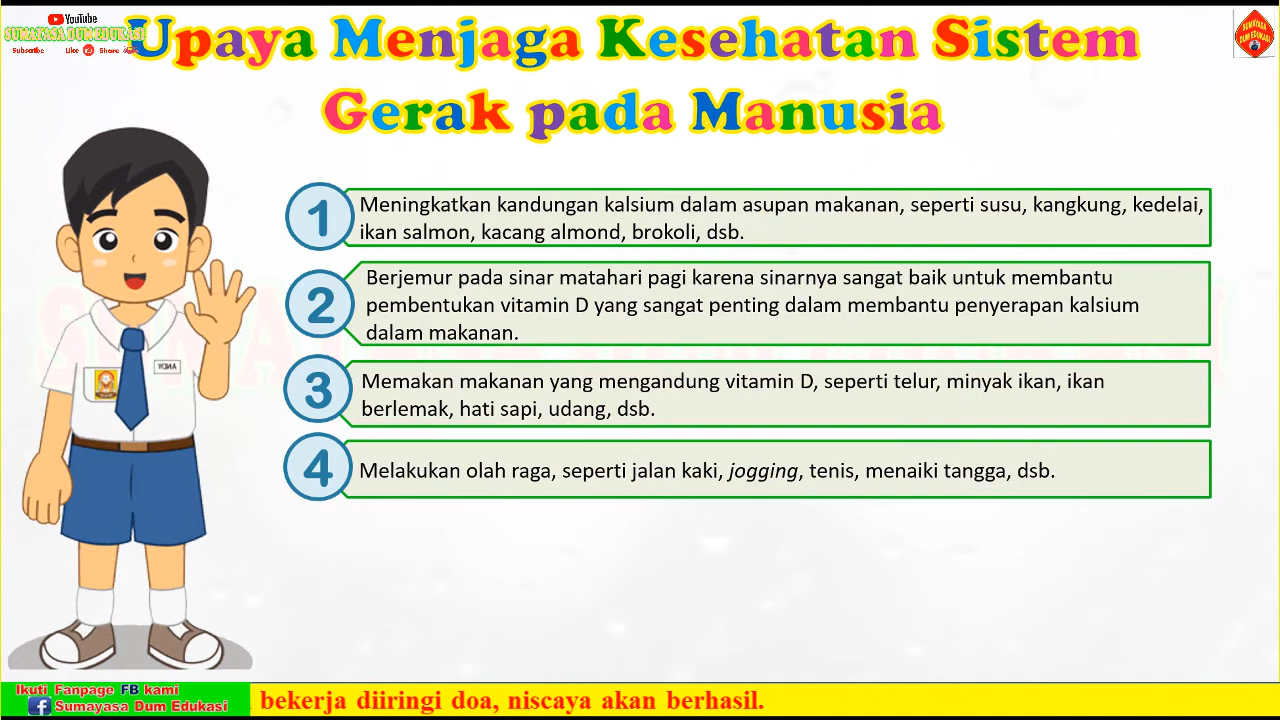 YouTube
SUMAYASA DUM EDUKASI
Subscribe Like Share
Upaya Menjaga Kesehatan Sistem
Gerak pada Manusia
SUMAYASA
DUM EDUKASI
1
Meningkatkan kandungan kalsium dalam asupan makanan, seperti susu, kangkung, kedelai,
ikan salmon, kacang almond, brokoli, dsb.
2
Berjemur pada sinar matahari pagi karena sinarnya sangat baik untuk membantu
pembentukan vitamin D yang sangat penting dalam membantu penyerapan kalsium
dalam makanan.
3
Memakan makanan yang mengandung vitamin D, seperti telur, minyak ikan, ikan
berlemak, hati sapi, udang, dsb.
4
Melakukan olah raga, seperti jalan kaki, jogging, tenis, menaiki tangga, dsb.
ANDY
Ikuti Fanpage FB kami
Sumayasa Dum Edukasi
bekerja diiringi doa, niscaya akan berhasil.